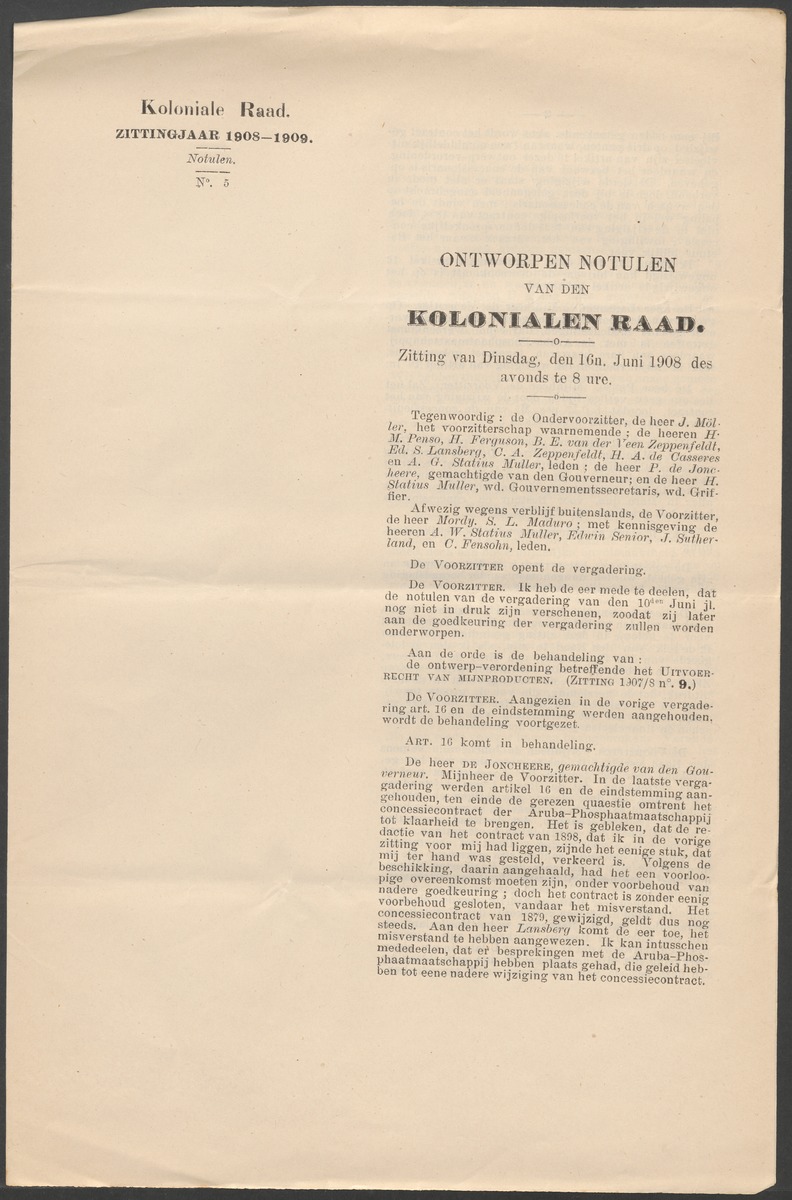 Koloniale Raad.
ZITTINGJAAR 1908—1909.
Notulen.
No. 5
ONTWORPEN NOTULEN
VAN DEN
KOLONIALEN RAAD.
Zitting van Dinsdag, den 16n. Juni 1908 des
avonds te 8 ure.
Tegenwoordig : de Ondervoorzitter, de heer J. Möl-
ler, het voorzitterschap waarnemende ; de heeren H.
M. Penso, H. Ferguson, B. E. van der Veen Zeppenfeldt,
Ed. S. Lansberg, C. A. Zeppenfeldt, H. A. de Casseres
en A. G. Statius Muller, leden ; de heer P. de Jonc-
heere, gemachtigde van den Gouverneur; en de heer H.
Statius Muller, wd. Gouvernementssecretaris, wd. Grif-
fier.
Afwezig wegens verblijf buitenslands, de Voorzitter,
de heer Mordy. S. L. Maduro ; met kennisgeving de
heeren A. W. Statius Muller, Edwin Senior, J. Suther-
land, en C. Fensohn, leden.
De VOORZITTER opent de vergadering.
De VOORZITTER. Ik heb de eer mede te deelen, dat
de notulen van de vergadering van den 10den Juni jl.
nog niet in druk zijn verschenen, zoodat zij later
aan de goedkeuring der vergadering zullen worden
onderworpen.
Aan de orde is de behandeling van :
de ontwerp-verordening betreffende het UITVOER-
RECHT VAN MIJNPRODUCTEN. (ZITTING 1907/8 no. 9.)
De VOORZITTER. Aangezien in de vorige vergade-
ring art. 16 en de eindstemming werden aangehouden,
wordt de behandeling voortgezet.
ART. 16 komt in behandeling.
De heer DE JONCHEERE, gemachtigde van den Gou-
verneur. Mijnheer de Voorzitter. In de laatste verga-
gadering werden artikel 16 en de eindstemming aan-
gehouden, ten einde de gerezen quaestie omtrent het
concessiecontract der Aruba-Phosphaatmaatschappij
tot klaarheid te brengen. Het is gebleken, dat de re-
dactie van het contract van 1898, dat ik in de vorige
zitting voor mij had liggen, zijnde het eenige stuk, dat
mij ter hand was gesteld, verkeerd is. Volgens de
beschikking, daarin aangehaald, had het een voorloo-
pige overeenkomst moeten zijn, onder voorbehoud van
nadere goedkeuring ; doch het contract is zonder eenig
voorbehoud gesloten, vandaar het misverstand. Het
concessiecontract van 1879, gewijzigd, geldt dus nog
steeds. Aan den heer Lansberg komt de eer toe, het
misverstand te hebben aangewezen. Ik kan intusschen
mededeelen, dat er besprekingen met de Aruba-Phos-
phaatmaatschappij hebben plaats gehad, die geleid heb-
ben tot eene nadere wijziging van het concessiecontract.